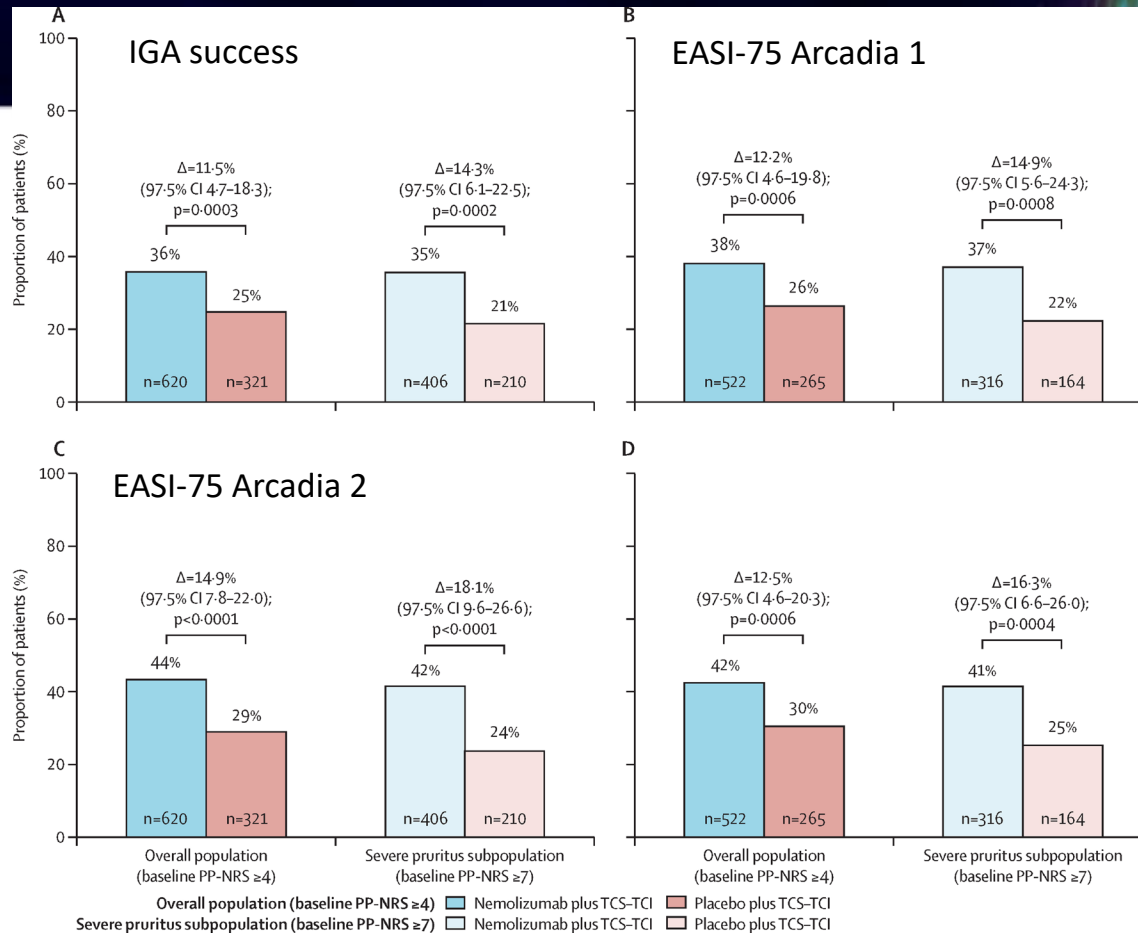 A
IGA success
100
80
60
40
20
0
Proportion of patients (%)
Δ=11·5%
(97·5% CI 4·7–18·3);
p=0·0003
36%
25%
n=620
n=321
Δ=14·3%
(97·5% CI 6·1–22·5);
p=0·0002
35%
21%
n=406
n=210
B
EASI-75 Arcadia 1
Δ=12·2%
(97·5% CI 4·6–19·8);
p=0·0006
38%
26%
n=522
n=265
Δ=14·9%
(97·5% CI 5·6–24·3);
p=0·0008
37%
22%
n=316
n=164
C
EASI-75 Arcadia 2
100
80
60
40
20
0
Proportion of patients (%)
Δ=14·9%
(97·5% CI 7·8–22·0);
p<0·0001
44%
29%
n=620
n=321
Δ=18·1%
(97·5% CI 9·6–26·6);
p<0·0001
42%
24%
n=406
n=210
Overall population
(baseline PP-NRS ≥4)
Severe pruritus subpopulation
(baseline PP-NRS ≥7)
D
Δ=12·5%
(97·5% CI 4·6–20·3);
p=0·0006
42%
30%
n=522
n=265
Δ=16·3%
(97·5% CI 6·6–26·0);
p=0·0004
41%
25%
n=316
n=164
Overall population
(baseline PP-NRS ≥4)
Severe pruritus subpopulation
(baseline PP-NRS ≥7)
Overall population (baseline PP-NRS ≥4) Nemolizumab plus TCS–TCI Placebo plus TCS–TCI
Severe pruritus subpopulation (baseline PP-NRS ≥7) Nemolizumab plus TCS–TCI Placebo plus TCS–TCI